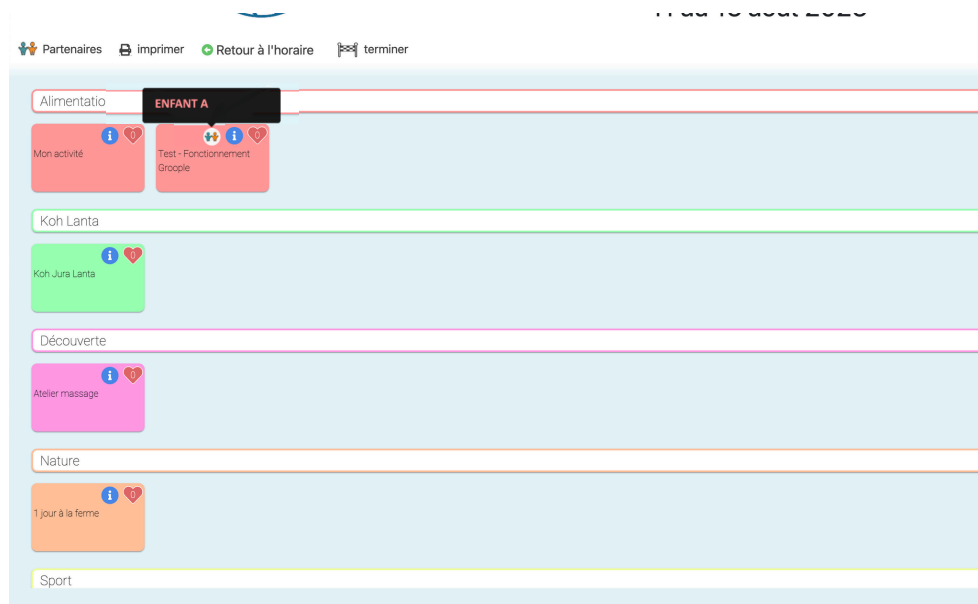 Partenaires imprimer Retour à l'horaire terminer
Alimentatio
ENFANT A
0 0
Mon activité
Test - Fonctionnement
Groople
Koh Lanta
0
Koh Jura Lanta
Découverte
0
Atelier massage
Nature
0
1 jour à la ferme
Sport